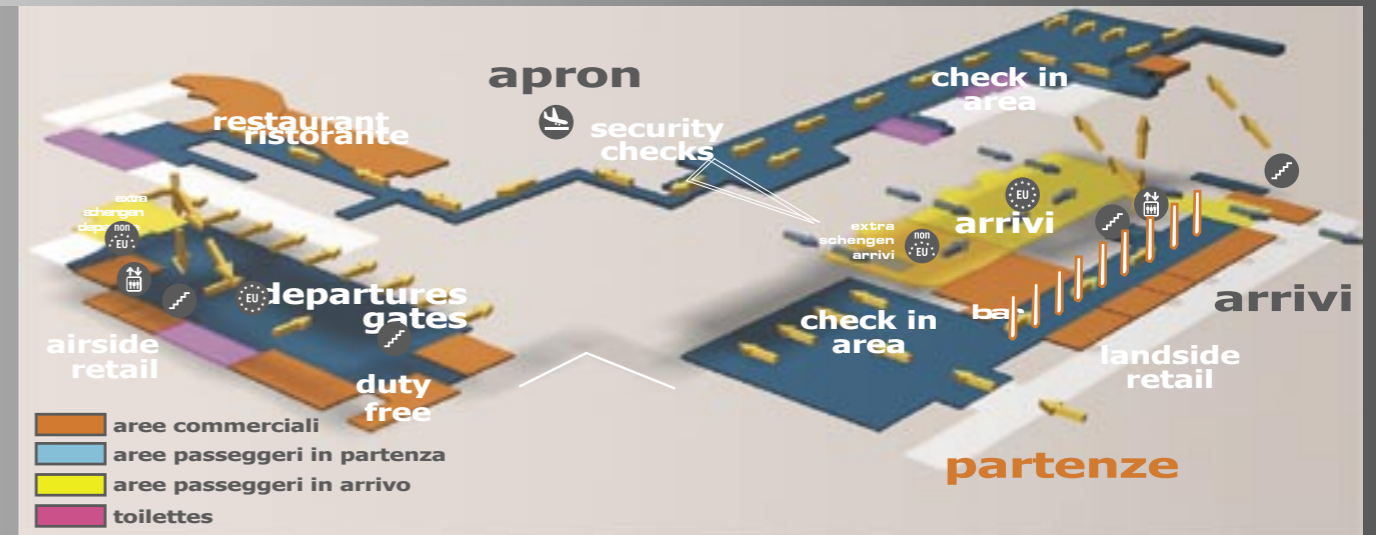 apron
check in
area
restaurant
ristorante
security
checks
extra
schengen
non
EU
EU
arrivi
extra
schengen
arrivi
non
EU
EU
departures
gates
check in
area
bar
arrivi
airside
retail
landside
retail
duty
free
aree commerciali
aree passeggeri in partenza
aree passeggeri in arrivo
toilettes
partenze